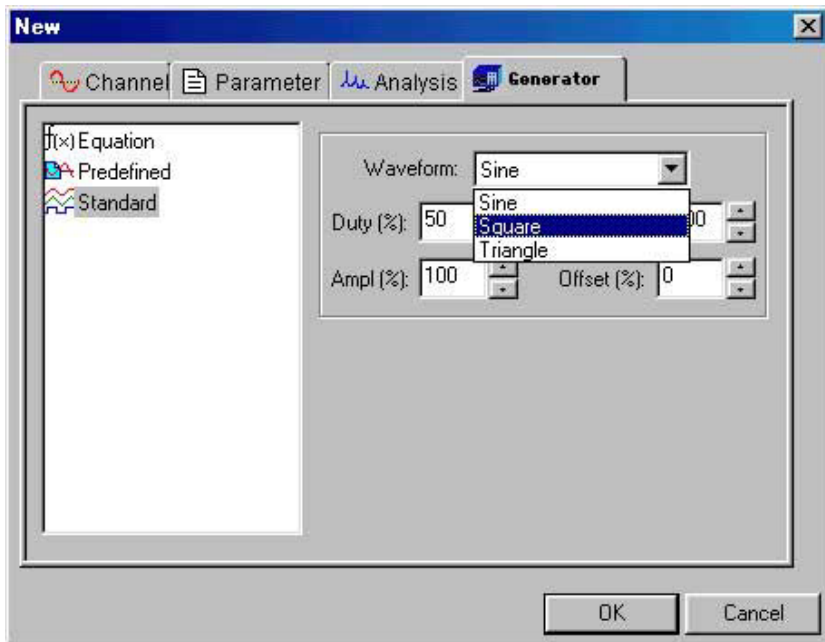 New
Channel Parameter Analysis Generator
f(x) Equation
Predefined
Standard
Waveform: Sine
Sine
Square
Triangle
Duty (%): 50
Ampl (%): 100 Offset (%): 0
OK Cancel